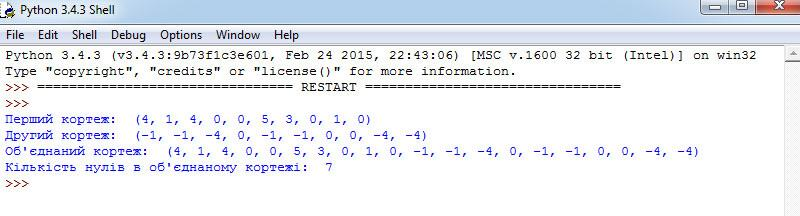 Python 3.4.3 Shell
File Edit Shell Debug Options Window Help
Python 3.4.3 (v3.4.3:9b73f1c3e601, Feb 24 2015, 22:43:06) [MSC v.1600 32 bit (Intel)] on win32
Type "copyright", "credits" or "license()" for more information.
>>> ================================ RESTART ================================
>>>
Перший кортеж:  (4, 1, 4, 0, 0, 5, 3, 0, 1, 0)
Другий кортеж:  (-1, -1, -4, 0, -1, -1, 0, 0, -4, -4)
Об'єднаний кортеж:  (4, 1, 4, 0, 0, 5, 3, 0, 1, 0, -1, -1, -4, 0, -1, -1, 0, 0, -4, -4)
Кількість нулів в об'єднаному кортежі:  7
>>>